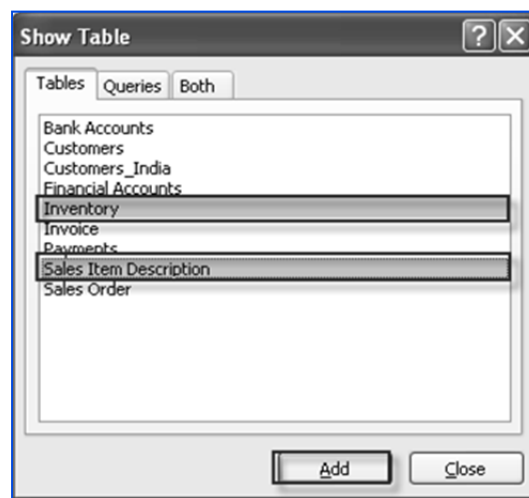 Show Table
Tables Queries Both
Bank Accounts
Customers
Customers_India
Financial Accounts
Inventory
Invoice
Payments
Sales Item Description
Sales Order
Add Close